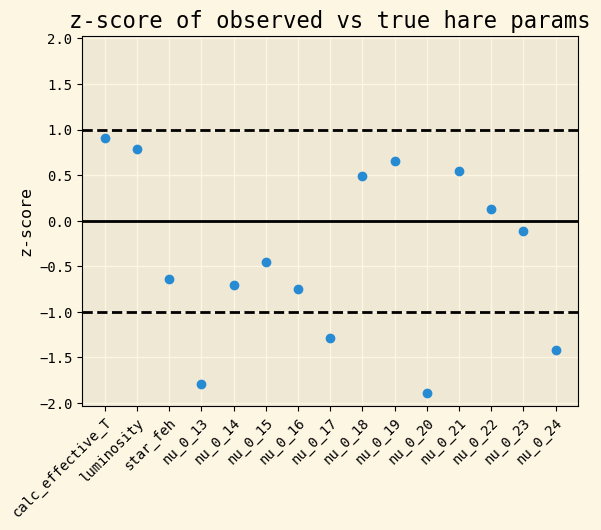 z-score of observed vs true hare params
2.0
1.5
1.0
0.5
0.0
−0.5
−1.0
−1.5
−2.0
z-score
calc_effective_T
luminosity
star_feh
nu_0_13
nu_0_14
nu_0_15
nu_0_16
nu_0_17
nu_0_18
nu_0_19
nu_0_20
nu_0_21
nu_0_22
nu_0_23
nu_0_24